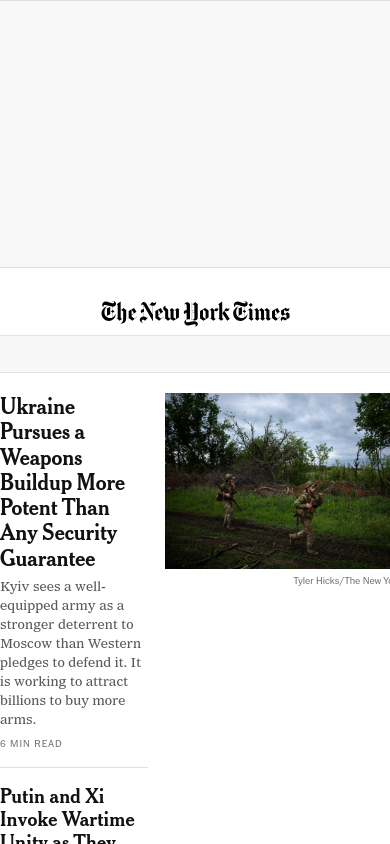 The New York Times
Ukraine
Pursues a
Weapons
Buildup More
Potent Than
Any Security
Guarantee
Kyiv sees a well-
equipped army as a
stronger deterrent to
Moscow than Western
pledges to defend it. It
is working to attract
billions to buy more
arms.
6 MIN READ
Tyler Hicks/The New Yo
Putin and Xi
Invoke Wartime
Unity as They